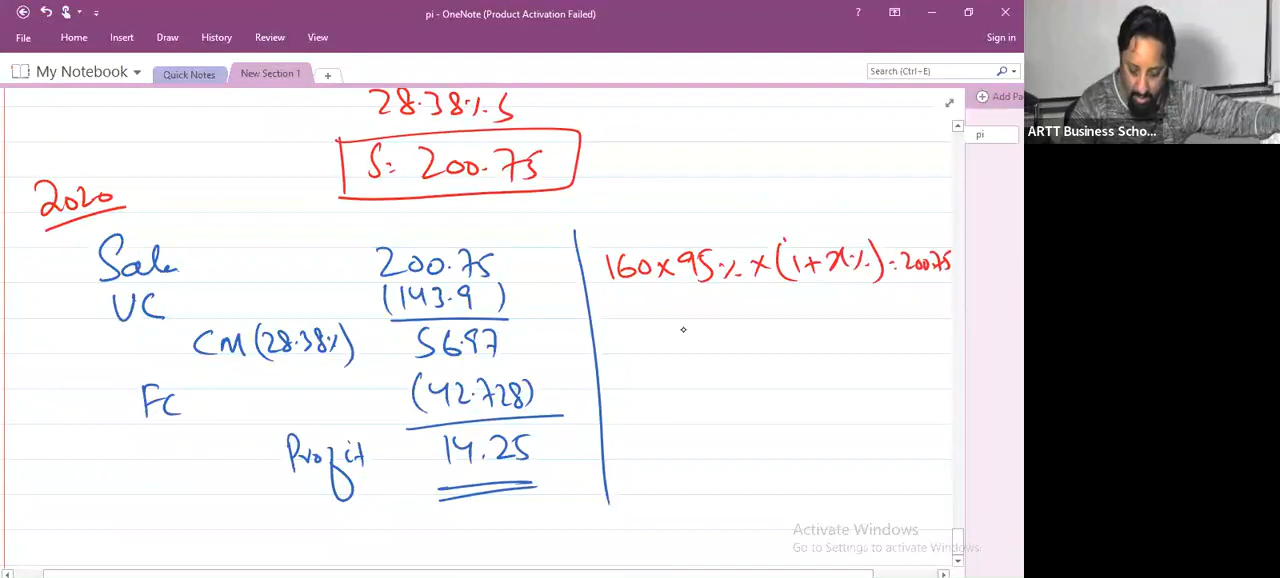 pi - OneNote (Product Activation Failed)
? 
File Home Insert Draw History Review View Sign in
My Notebook Quick Notes New Section 1 + Search (Ctrl+E)
Add Pa
pi
ARTT Business Scho...
28.38% S
S = 200.75
2020
Sale 200.75
160 x 95% x (1 + x%) = 200.75
VC (143.9)
CM (28.38%) 56.97
FC (42.728)
Profit 14.25
Activate Windows
Go to Settings to activate Windows.